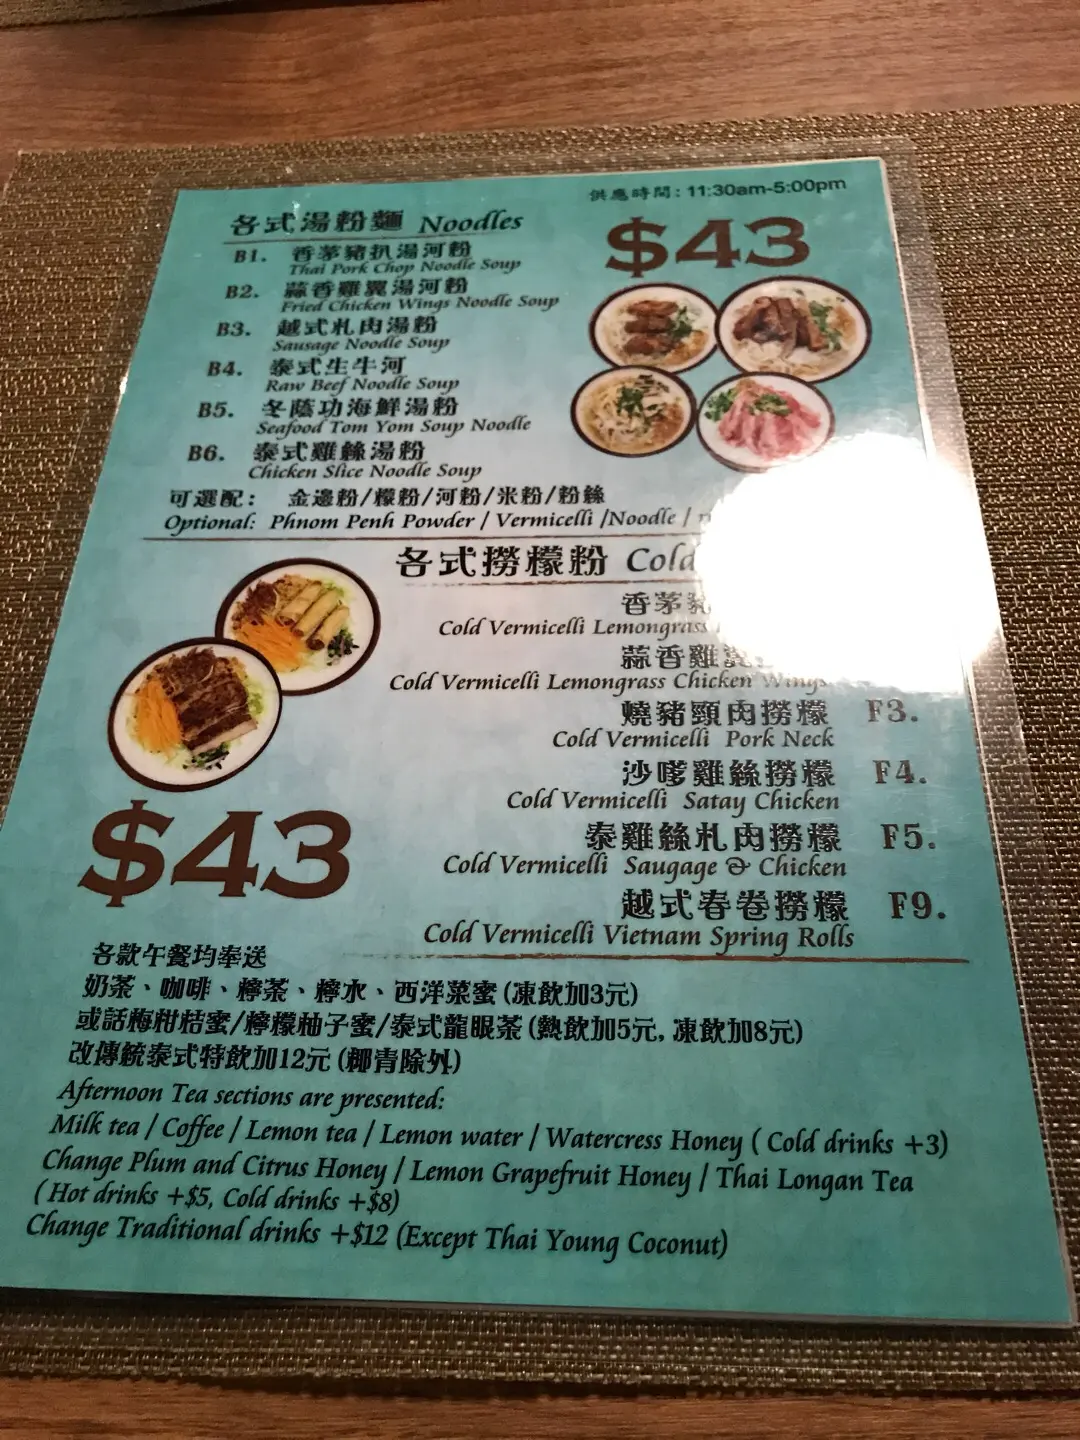 供應時間: 11:30am-5:00pm
各式湯粉麵 Noodles
$43
B1. 香茅豬扒湯河粉
Thai Pork Chop Noodle Soup
B2. 蒜香雞翼湯河粉
Fried Chicken Wings Noodle Soup
B3. 越式札肉湯粉
Sausage Noodle Soup
B4. 泰式生牛河
Raw Beef Noodle Soup
B5. 冬蔭功海鮮湯粉
Seafood Tom Yom Soup Noodle
B6. 泰式雞絲湯粉
Chicken Slice Noodle Soup
可選配: 金邊粉/檬粉/河粉/米粉/粉絲
Optional: Phnom Penh Powder / Vermicelli /Noodle /
各式撈檬粉 Cold
香茅豬
Cold Vermicelli Lemongrass
蒜香雞翼
Cold Vermicelli Lemongrass Chicken Wings
燒豬頸肉撈檬 F3.
Cold Vermicelli Pork Neck
沙嗲雞絲撈檬 F4.
Cold Vermicelli Satay Chicken
泰雞絲札肉撈檬 F5.
Cold Vermicelli Saugage & Chicken
越式春卷撈檬 F9.
Cold Vermicelli Vietnam Spring Rolls
$43
各款午餐均奉送
奶茶、咖啡、檸茶、檸水、西洋菜蜜 (凍飲加3元)
或話梅柑桔蜜/檸檬柚子蜜/泰式龍眼茶 (熱飲加5元, 凍飲加8元)
改傳統泰式特飲加12元 (椰青除外)
Afternoon Tea sections are presented:
Milk tea / Coffee / Lemon tea / Lemon water / Watercress Honey ( Cold drinks +3)
Change Plum and Citrus Honey / Lemon Grapefruit Honey / Thai Longan Tea
( Hot drinks +$5, Cold drinks +$8)
Change Traditional drinks +$12 (Except Thai Young Coconut)